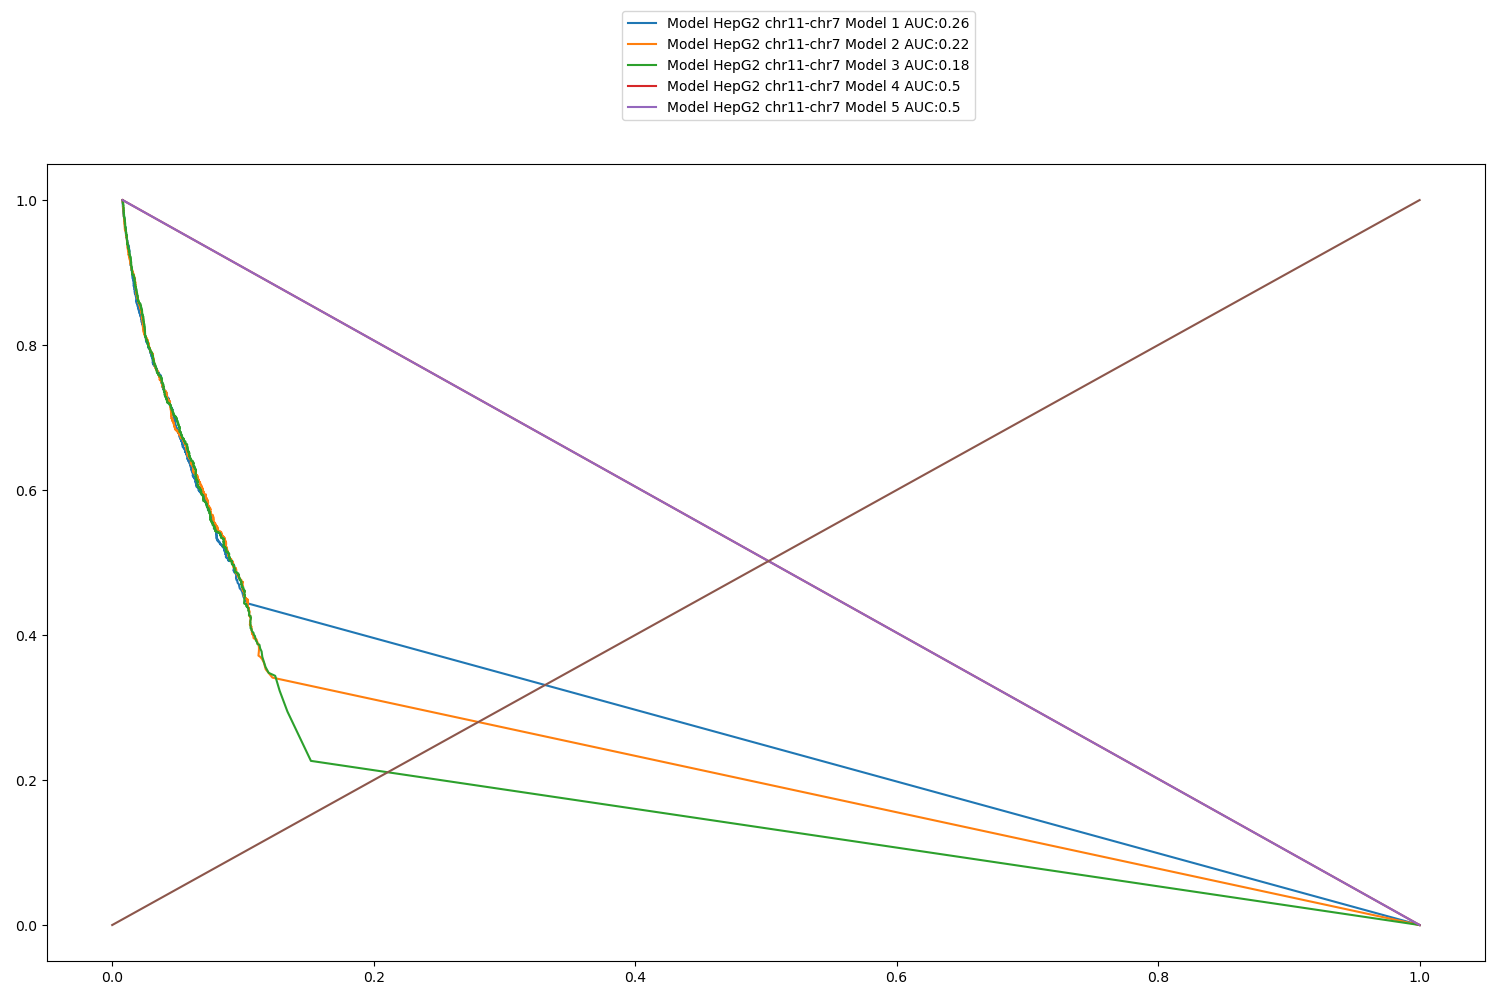 Model HepG2 chr11-chr7 Model 1 AUC:0.26
Model HepG2 chr11-chr7 Model 2 AUC:0.22
Model HepG2 chr11-chr7 Model 3 AUC:0.18
Model HepG2 chr11-chr7 Model 4 AUC:0.5
Model HepG2 chr11-chr7 Model 5 AUC:0.5
1.0
0.8
0.6
0.4
0.2
0.0
0.0 0.2 0.4 0.6 0.8 1.0